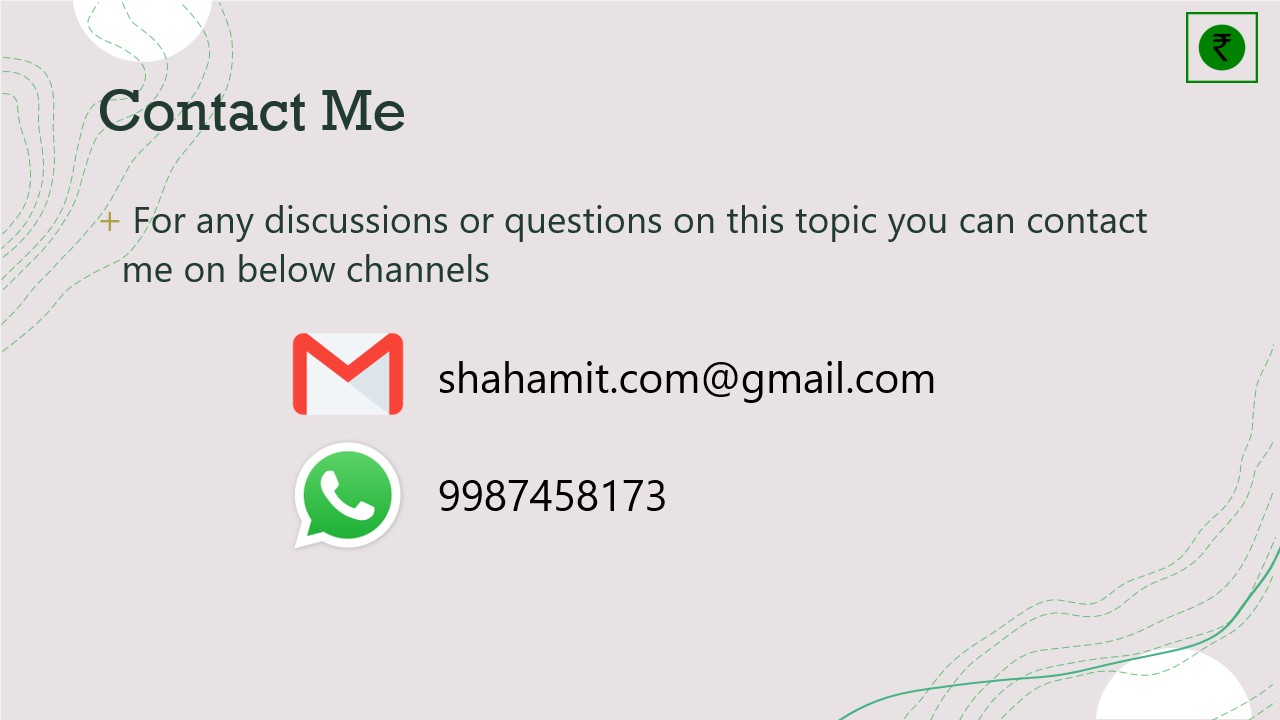 ₹
Contact Me
+ For any discussions or questions on this topic you can contact
me on below channels
shahamit.com@gmail.com
9987458173